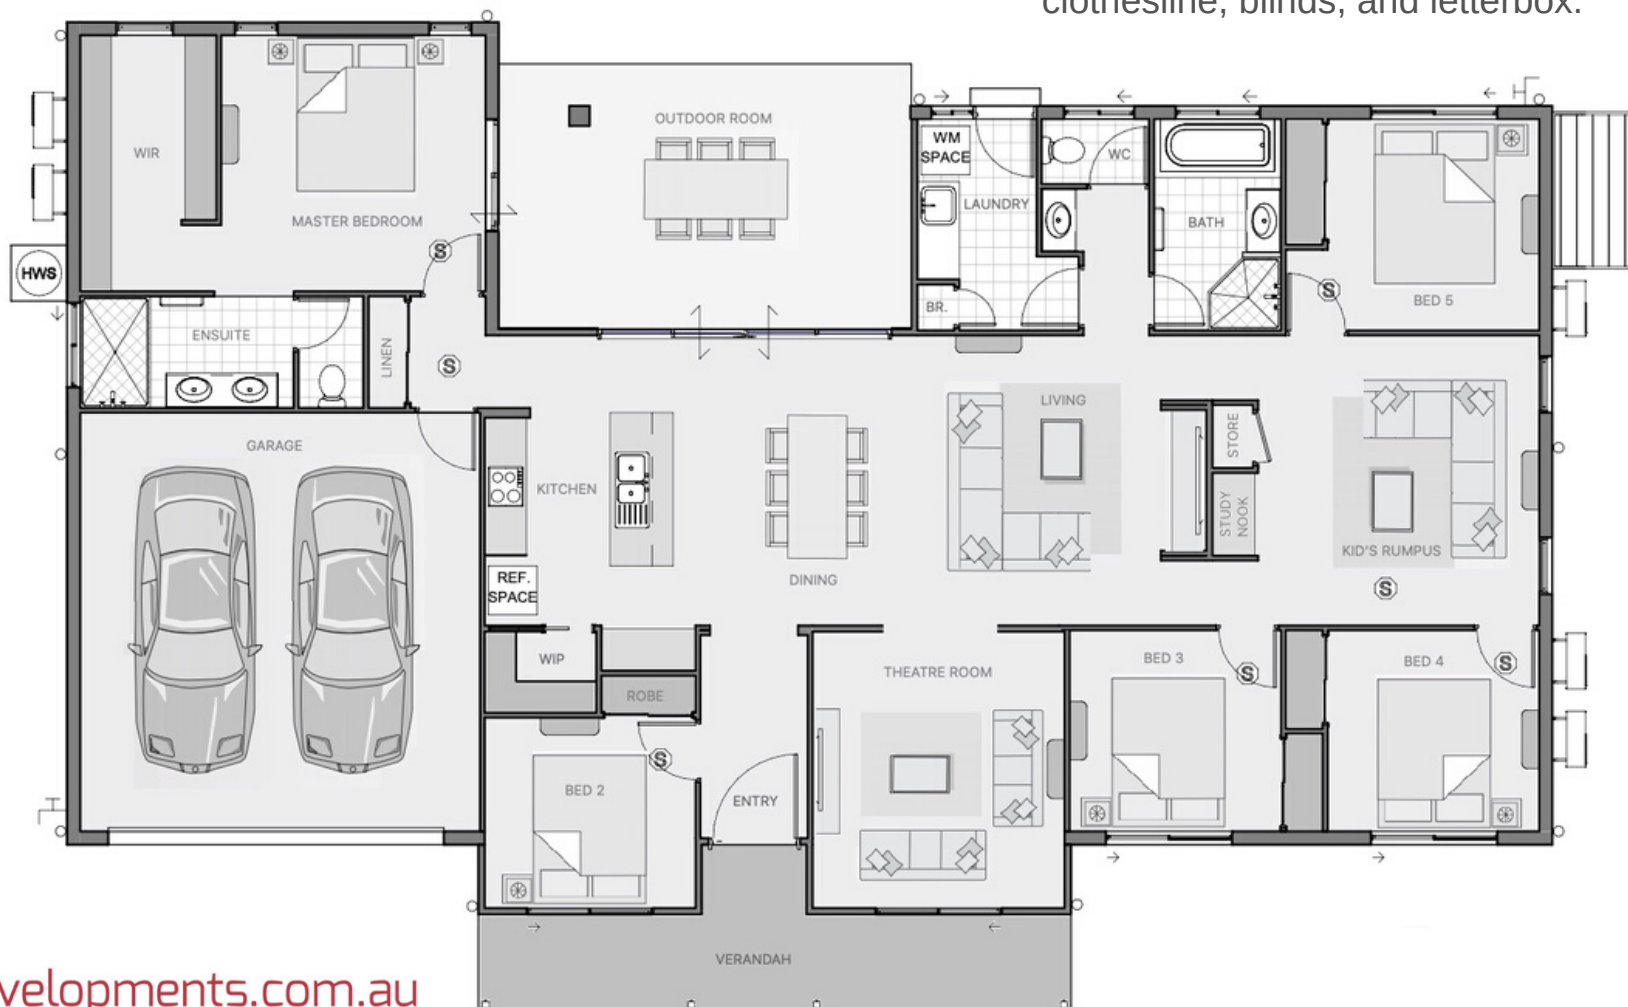 clothesline, blinds, and letterbox.
OUTDOOR ROOM
WM
SPACE
WC
WIR
LAUNDRY
MASTER BEDROOM
BATH
S
HWS
S
BED 5
BR.
ENSUITE
LINEN
S
LIVING
GARAGE
STORE
KITCHEN
STUDY
NOOK
KID'S RUMPUS
REF.
SPACE
DINING
S
WIP
THEATRE ROOM
BED 3
BED 4
S
S
ROBE
S
BED 2
ENTRY
VERANDAH
velopments.com.au